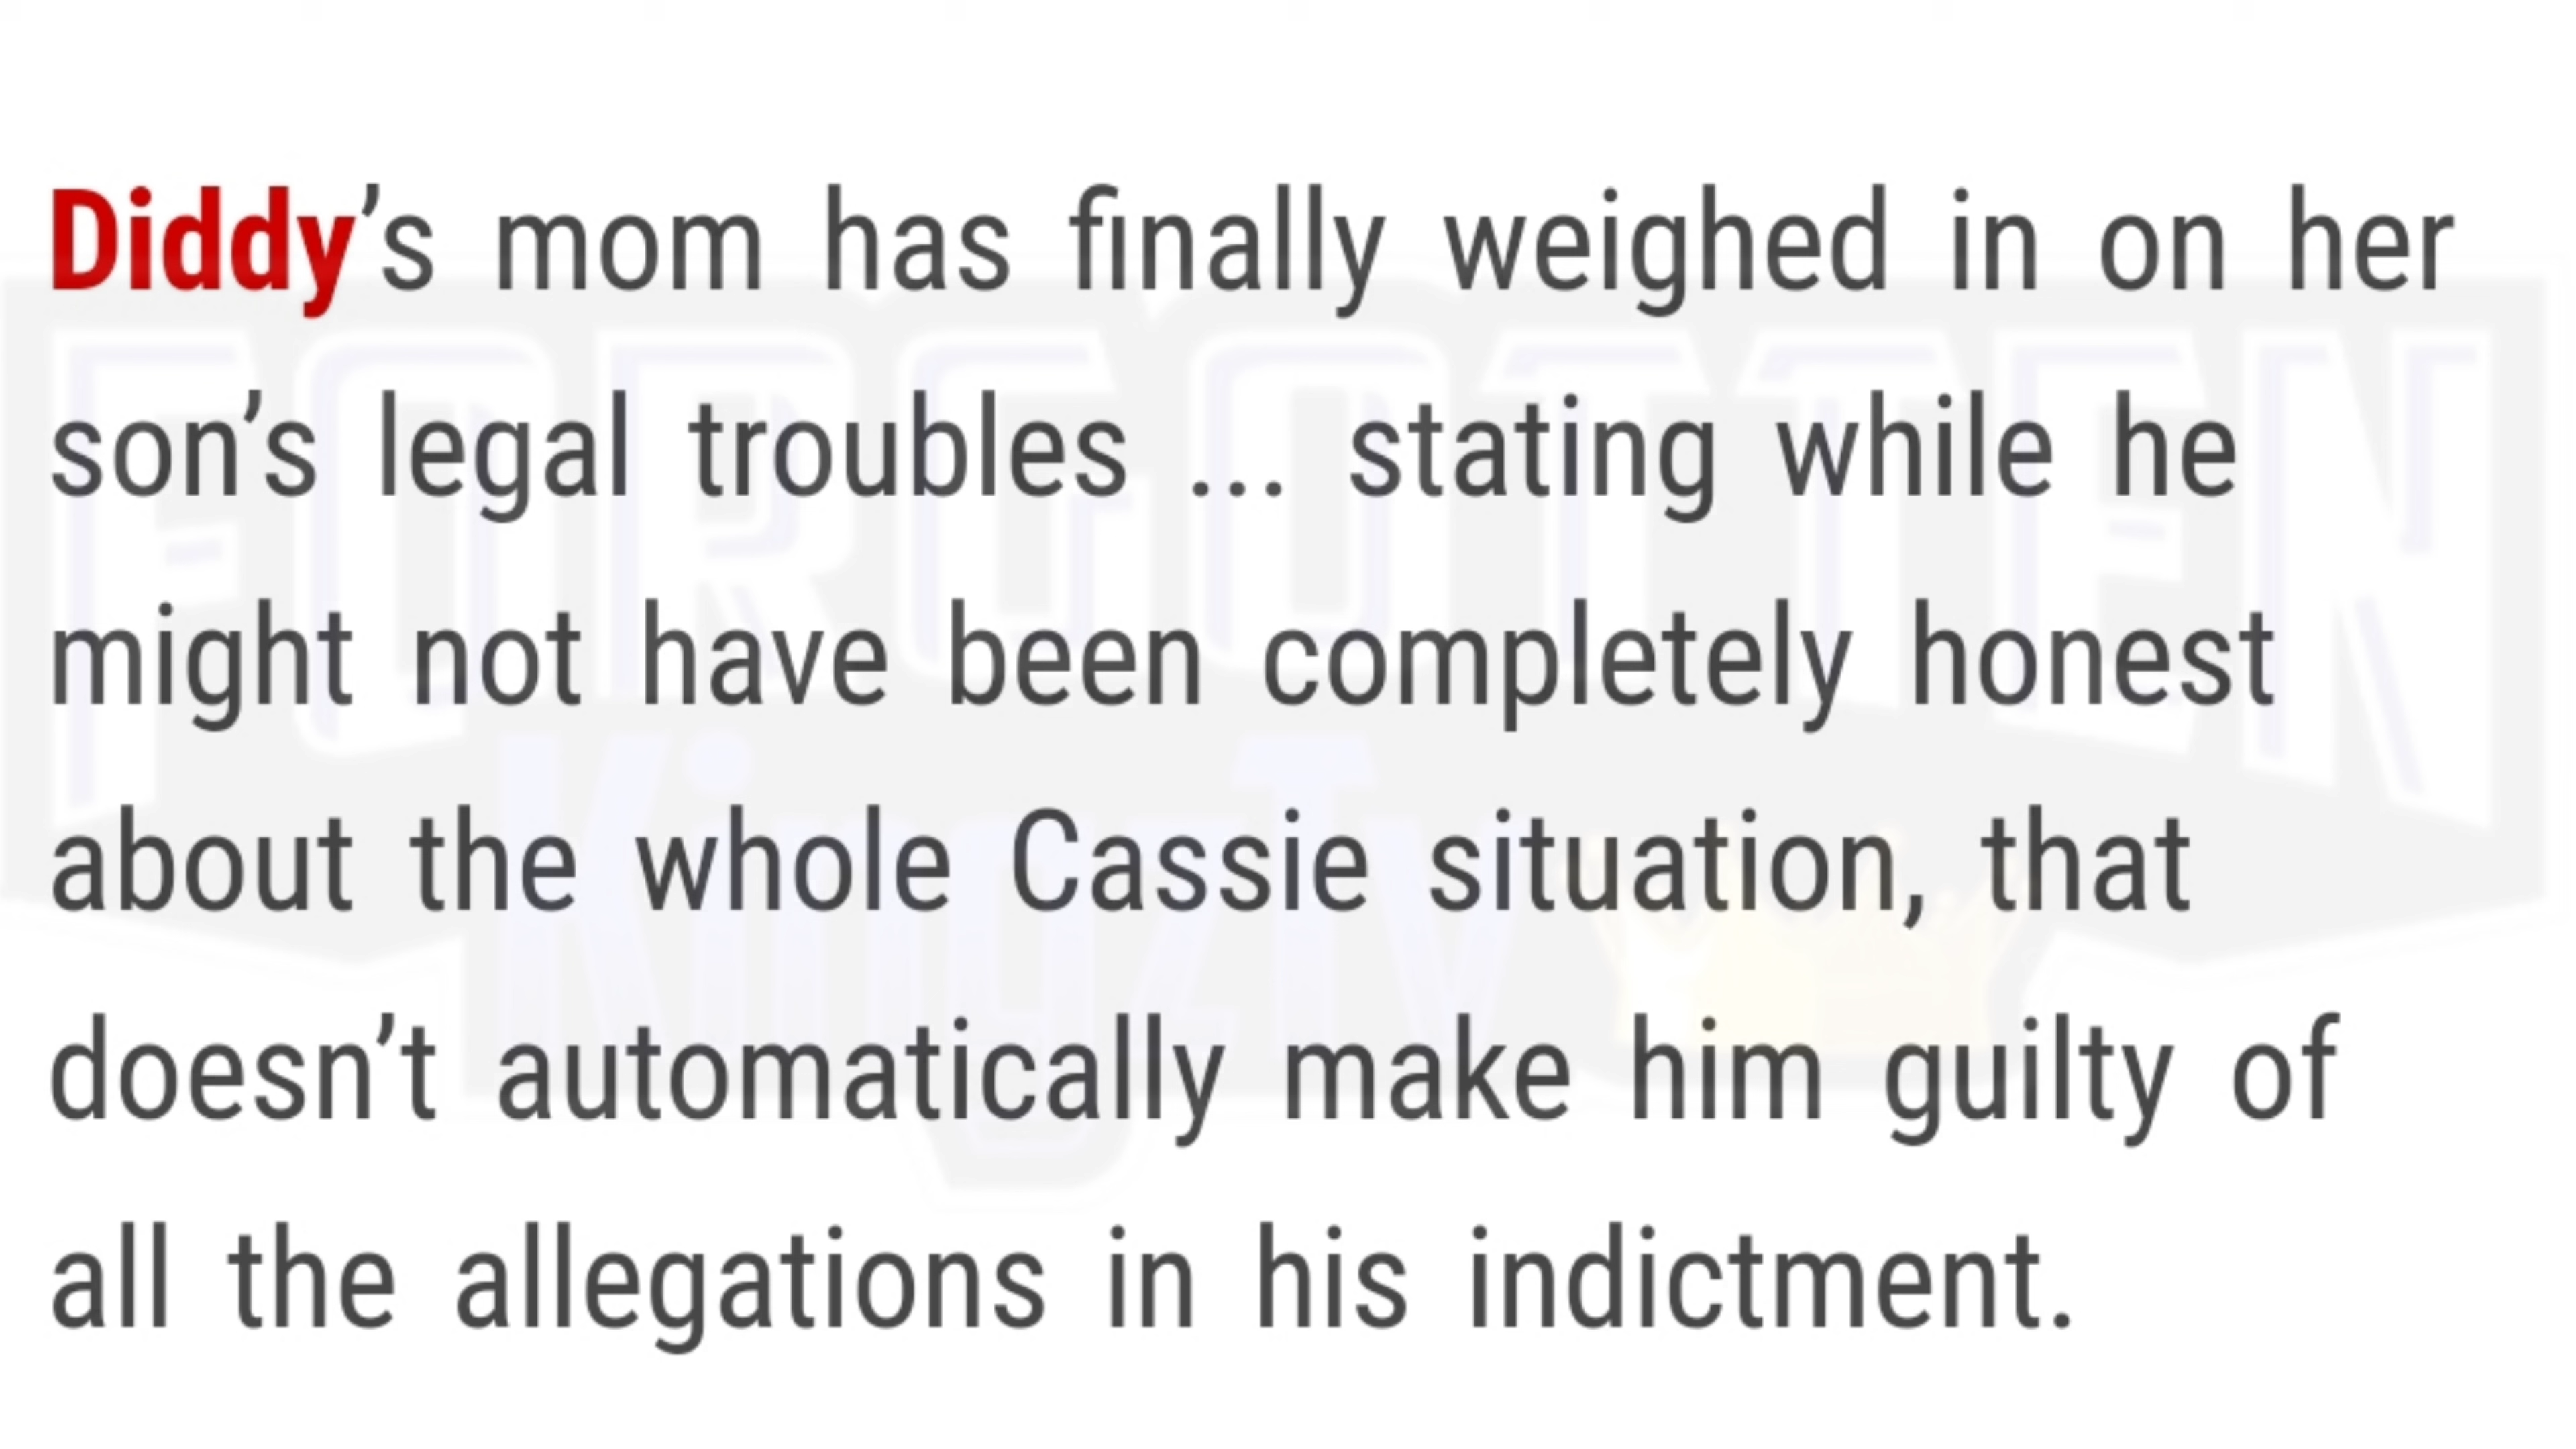 Diddy’s mom has finally weighed in on her
son’s legal troubles ... stating while he
might not have been completely honest
about the whole Cassie situation, that
doesn’t automatically make him guilty of
all the allegations in his indictment.
FORGOTTEN
KingzTv